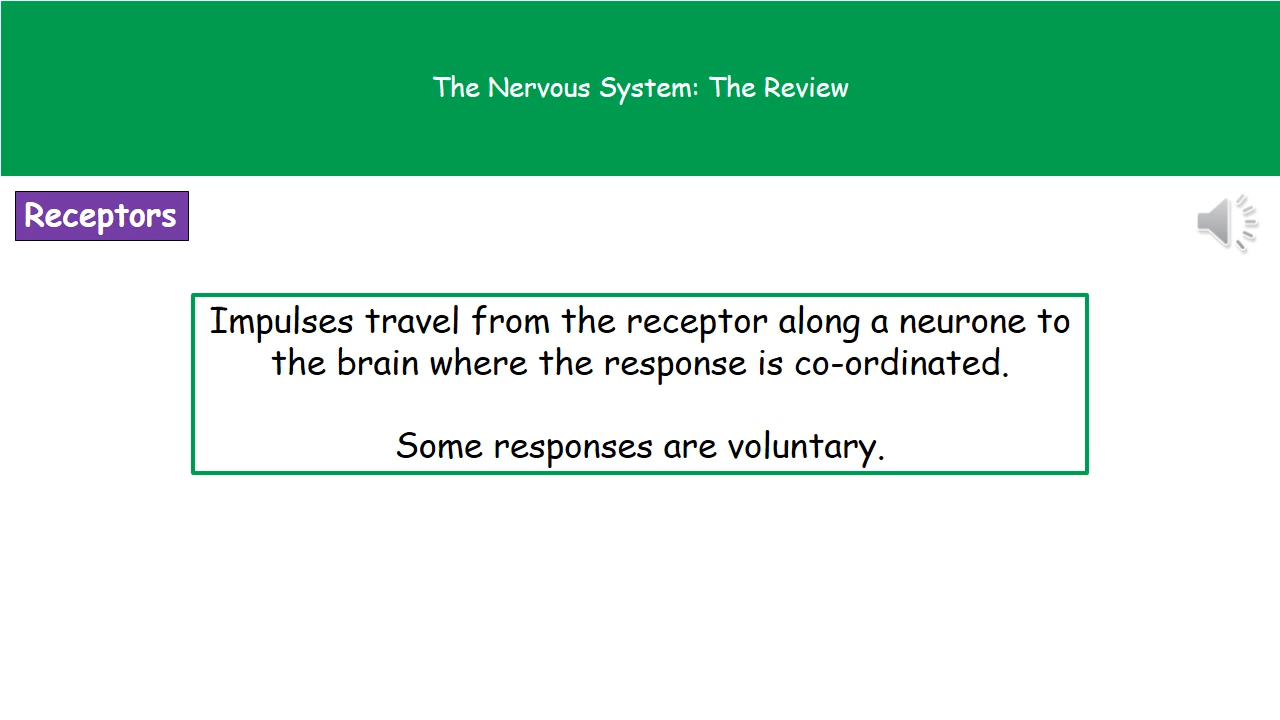 The Nervous System: The Review
Receptors
Impulses travel from the receptor along a neurone to
the brain where the response is co-ordinated.
Some responses are voluntary.